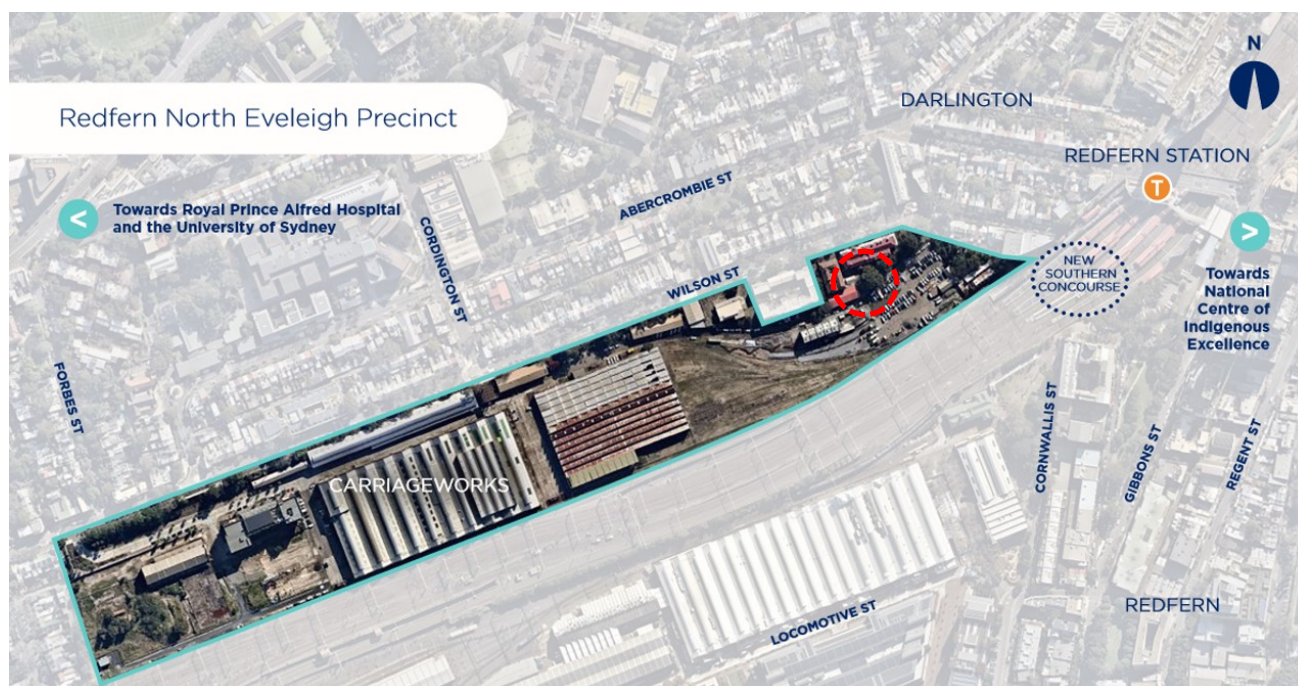 N
Redfern North Eveleigh Precinct
DARLINGTON
REDFERN STATION
T
<
Towards Royal Prince Alfred Hospital
and the University of Sydney
ABERCROMBIE ST
CORDINGTON ST
WILSON ST
>
NEW
SOUTHERN
CONCOURSE
Towards
National
Centre of
Indigenous
Excellence
FORBES ST
CARRIAGEWORKS
CORNWALLIS ST
GIBBONS ST
REGENT ST
LOCOMOTIVE ST
REDFERN